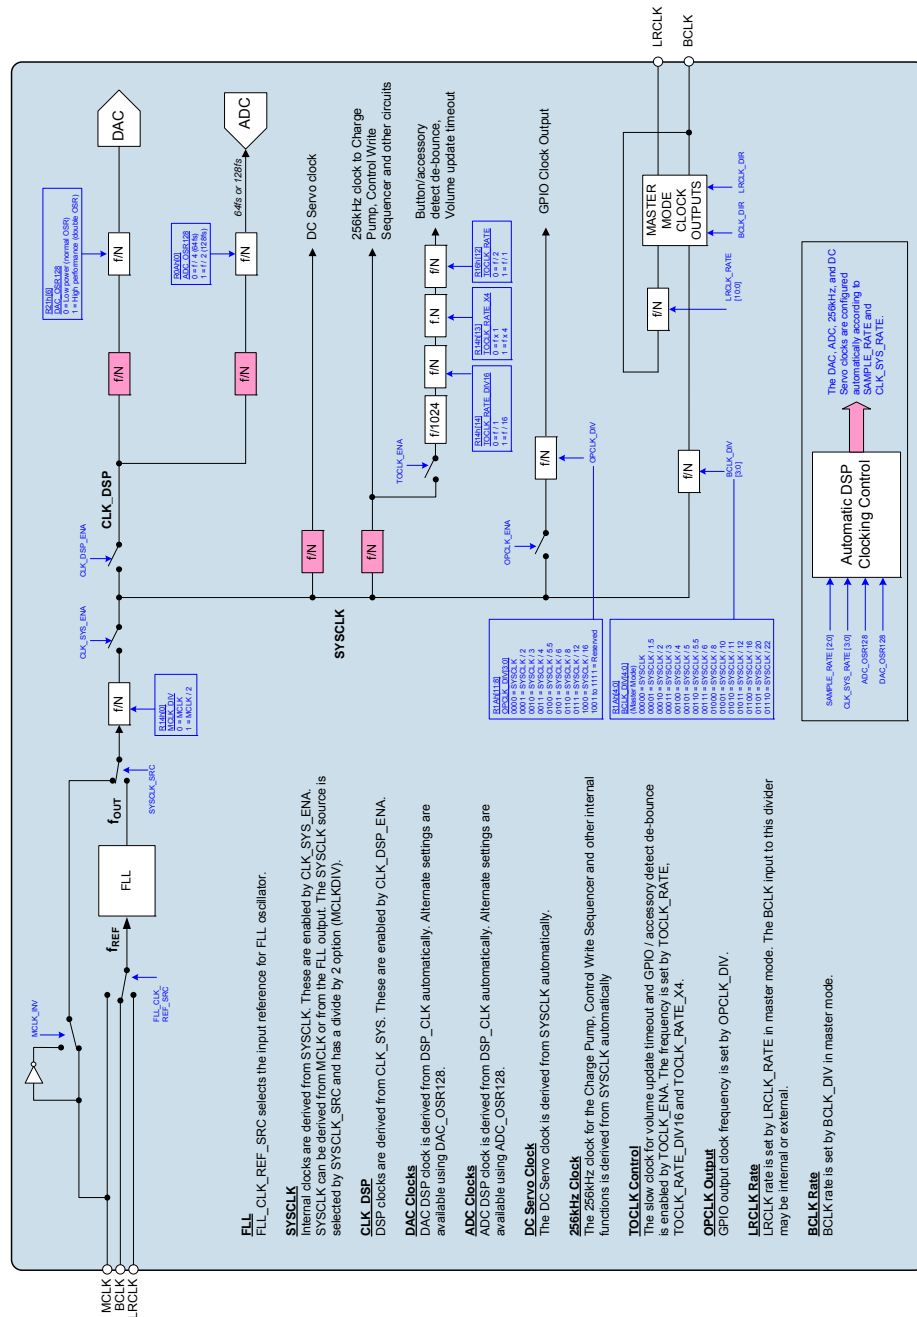 MCLK
BCLK
LRCLK
MCLK_INV
FLL_CLK_
REF_SRC
fREF
FLL
fOUT
SYSCLK_SRC
f/N
R14h[0]
MCLK_DIV
0 = MCLK
1 = MCLK / 2
CLK_SYS_ENA
CLK_DSP_ENA
CLK_DSP
f/N
R21h[6]
DAC_OSR128
0 = Low power (normal OSR)
1 = High performance (double OSR)
f/N
DAC
f/N
R0Ah[0]
ADC_OSR128
0 = f / 4 (64fs)
1 = f / 2 (128fs)
f/N
64fs or 128fs
ADC
SYSCLK
f/N
DC Servo clock
f/N
256kHz clock to Charge
Pump, Control Write
Sequencer and other circuits
TOCLK_ENA
f/1024
f/N
f.N
f/N
R14h[14]
TOCLK_RATE_DIV16
0 = f / 1
1 = f / 16
R14h[13]
TOCLK_RATE_X4
0 = f x 1
1 = f x 4
R16h[12]
TOCLK_RATE
0 = f / 2
1 = f / 1
Button/accessory
detect de-bounce,
Volume update timeout
OPCLK_ENA
f/N
OPCLK_DIV
GPIO Clock Output
R1Ah[11:8]
OPCLK_DIV[3:0]
0000 = SYSCLK
0001 = SYSCLK / 2
0010 = SYSCLK / 3
0011 = SYSCLK / 4
0100 = SYSCLK / 5.5
0101 = SYSCLK / 6
0110 = SYSCLK / 8
0111 = SYSCLK / 12
1000 = SYSCLK / 16
1001 to 1111 = Reserved
f/N
BCLK_DIV
[3:0]
R1Ah[4:0]
BCLK_DIV[4:0]
(Master Mode)
00000 = SYSCLK
00001 = SYSCLK / 1.5
00010 = SYSCLK / 2
00011 = SYSCLK / 3
00100 = SYSCLK / 4
00101 = SYSCLK / 5
00110 = SYSCLK / 5.5
00111 = SYSCLK / 6
01000 = SYSCLK / 8
01001 = SYSCLK / 10
01010 = SYSCLK / 11
01011 = SYSCLK / 12
01100 = SYSCLK / 16
01101 = SYSCLK / 20
01110 = SYSCLK / 22
f/N
LRCLK_RATE
[10:0]
MASTER
MODE
CLOCK
OUTPUTS
BCLK_DIR
LRCLK_DIR
LRCLK
BCLK
SAMPLE_RATE [2:0]
CLK_SYS_RATE [3:0]
ADC_OSR128
DAC_OSR128
Automatic DSP
Clocking Control
The DAC, ADC, 256kHz, and DC
Servo clocks are configured
automatically according to
SAMPLE_RATE and
CLK_SYS_RATE.
FLL
FLL_CLK_REF_SRC selects the input reference for FLL oscillator.
SYSCLK
Internal clocks are derived from SYSCLK. These are enabled by CLK_SYS_ENA.
SYSCLK can be derived from MCLK or from the FLL output. The SYSCLK source is
selected by SYSCLK_SRC and has a divide by 2 option (MCLKDIV).
CLK_DSP
DSP clocks are derived from CLK_SYS. These are enabled by CLK_DSP_ENA.
DAC Clocks
DAC DSP clock is derived from DSP_CLK automatically. Alternate settings are
available using DAC_OSR128.
ADC Clocks
ADC DSP clock is derived from DSP_CLK automatically. Alternate settings are
available using ADC_OSR128.
DC Servo Clock
The DC Servo clock is derived from SYSCLK automatically.
256kHz Clock
The 256kHz clock for the Charge Pump, Control Write Sequencer and other internal
functions is derived from SYSCLK automatically
TOCLK Control
The slow clock for volume update timeout and GPIO / accessory detect de-bounce
is enabled by TOCLK_ENA. The frequency is set by TOCLK_RATE,
TOCLK_RATE_DIV16 and TOCLK_RATE_X4.
OPCLK Output
GPIO output clock frequency is set by OPCLK_DIV.
LRCLK Rate
LRCLK rate is set by LRCLK_RATE in master mode. The BCLK input to this divider
may be internal or external.
BCLK Rate
BCLK rate is set by BCLK_DIV in master mode.